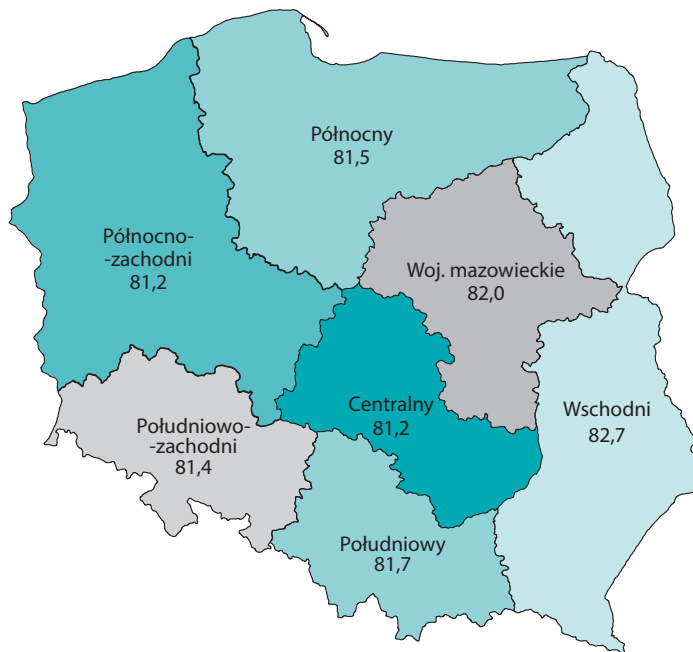 Północny
81,5
Północno-
-zachodni
81,2
Woj. mazowieckie
82,0
Centralny
81,2
Wschodni
82,7
Południowo-
-zachodni
81,4
Południowy
81,7